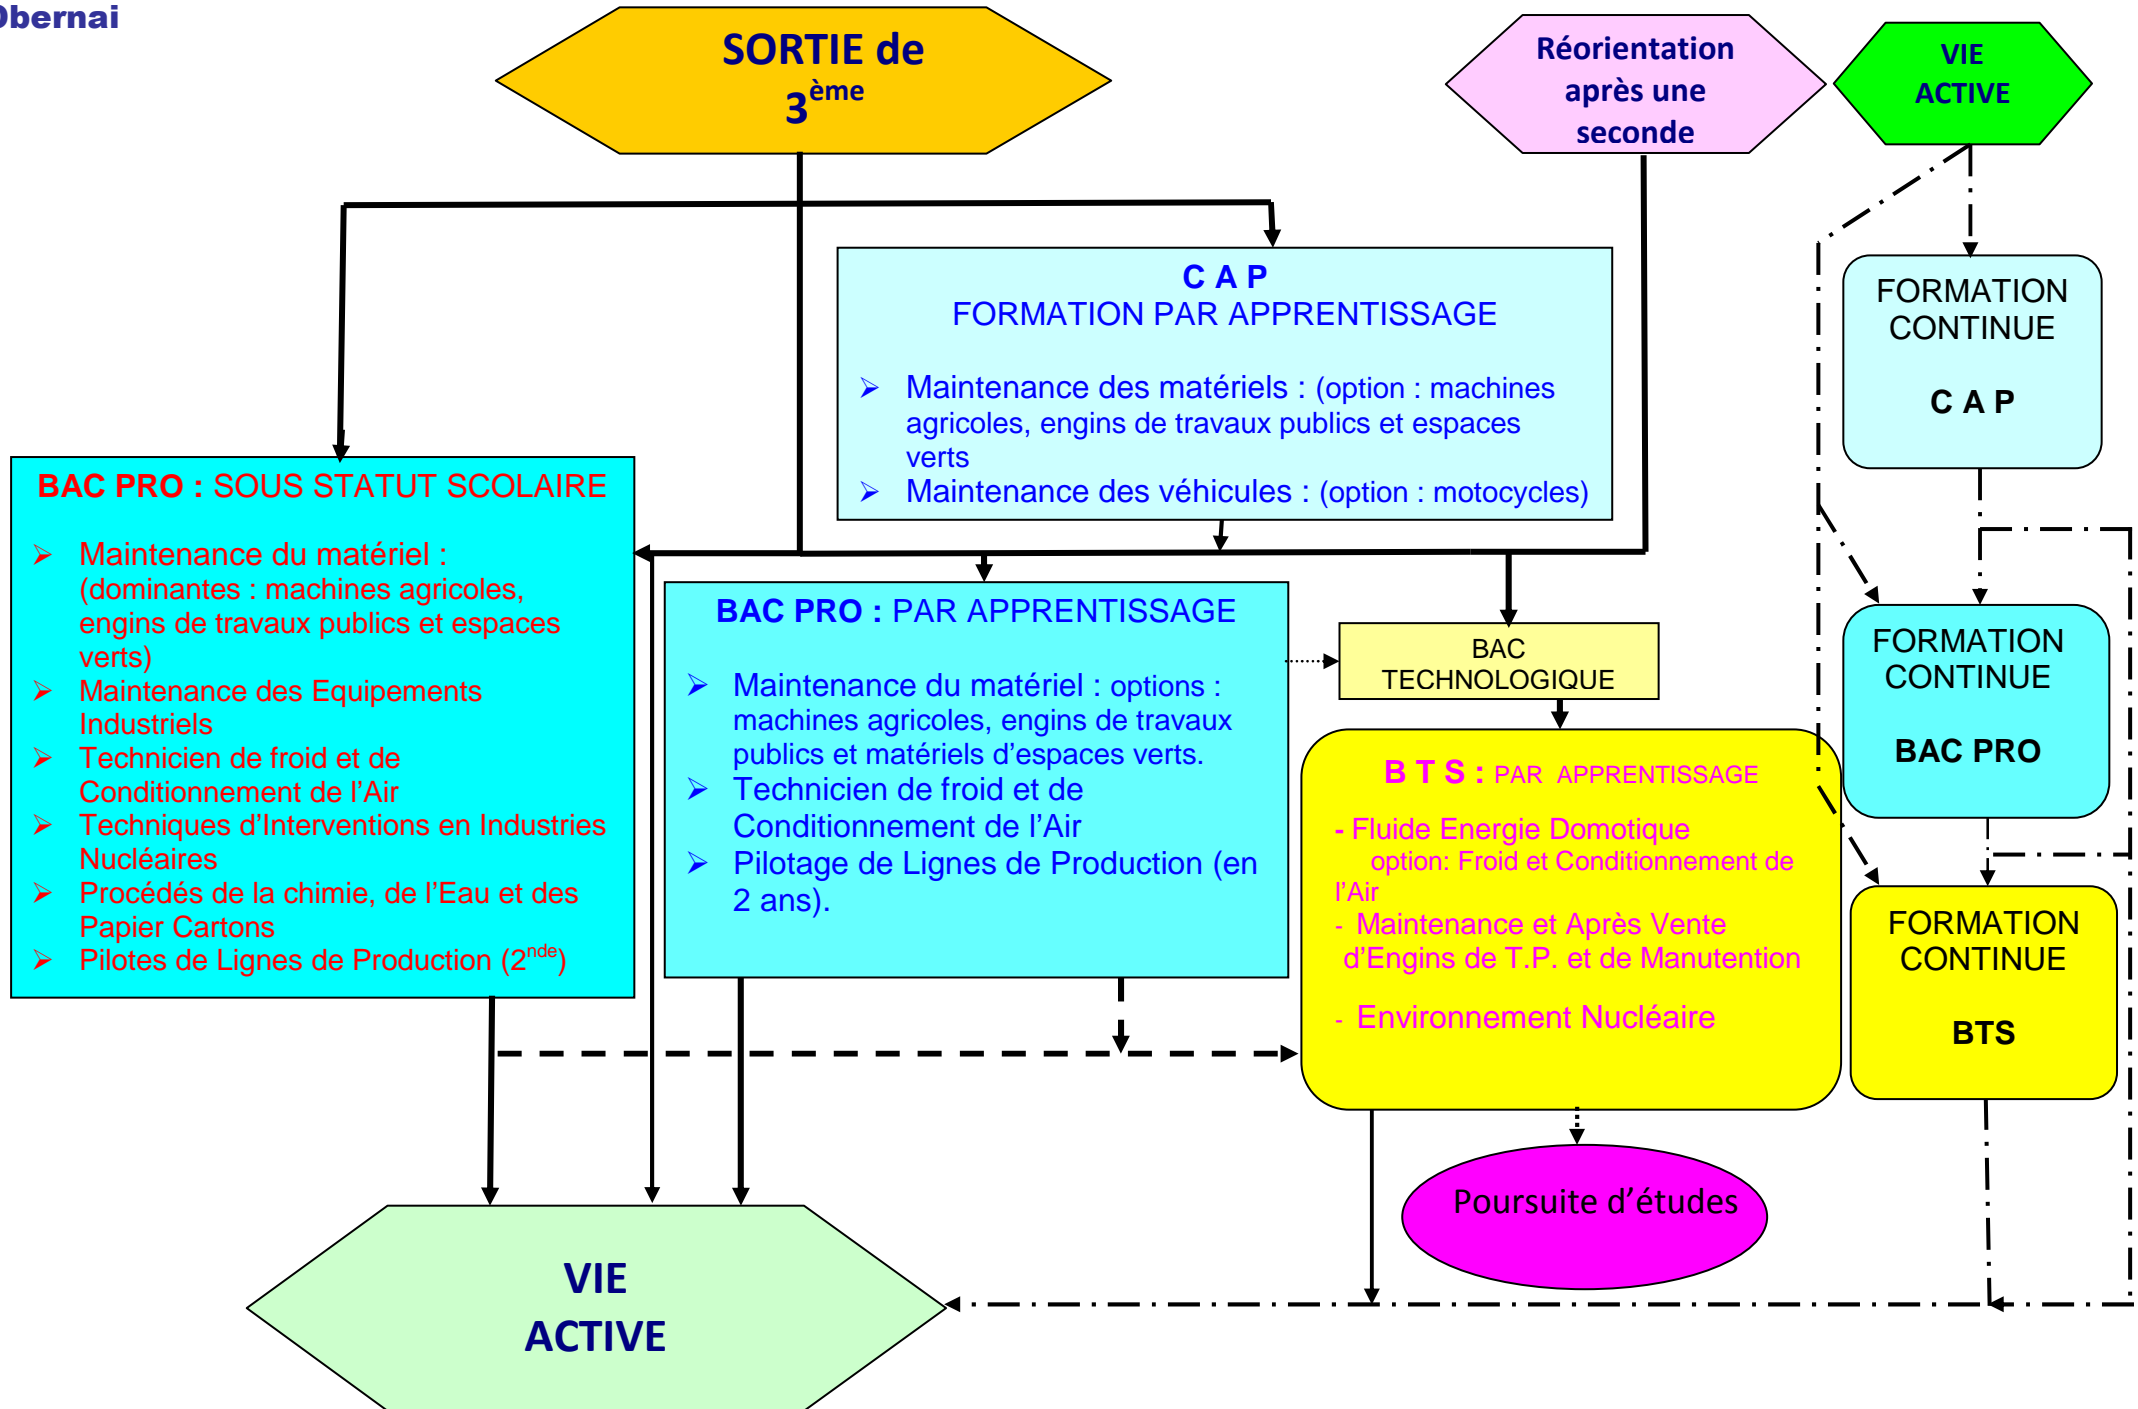 Obernai
SORTIE de
3ème
Réorientation
après une
seconde
VIE
ACTIVE
C A P
FORMATION PAR APPRENTISSAGE
➢ Maintenance des matériels : (option : machines
agricoles, engins de travaux publics et espaces
verts
➢ Maintenance des véhicules : (option : motocycles)
FORMATION
CONTINUE
C A P
BAC PRO : SOUS STATUT SCOLAIRE
➢ Maintenance du matériel :
(dominantes : machines agricoles,
engins de travaux publics et espaces
verts)
➢ Maintenance des Equipements
Industriels
➢ Technicien de froid et de
Conditionnement de l’Air
➢ Techniques d’Interventions en Industries
Nucléaires
➢ Procédés de la chimie, de l’Eau et des
Papier Cartons
➢ Pilotes de Lignes de Production (2nde)
BAC PRO : PAR APPRENTISSAGE
➢ Maintenance du matériel : options :
machines agricoles, engins de travaux
publics et matériels d’espaces verts.
➢ Technicien de froid et de
Conditionnement de l’Air
➢ Pilotage de Lignes de Production (en
2 ans).
BAC
TECHNOLOGIQUE
B T S : PAR APPRENTISSAGE
- Fluide Energie Domotique
option: Froid et Conditionnement de
l’Air
- Maintenance et Après Vente
d’Engins de T.P. et de Manutention
- Environnement Nucléaire
FORMATION
CONTINUE
BAC PRO
FORMATION
CONTINUE
BTS
Poursuite d’études
VIE
ACTIVE